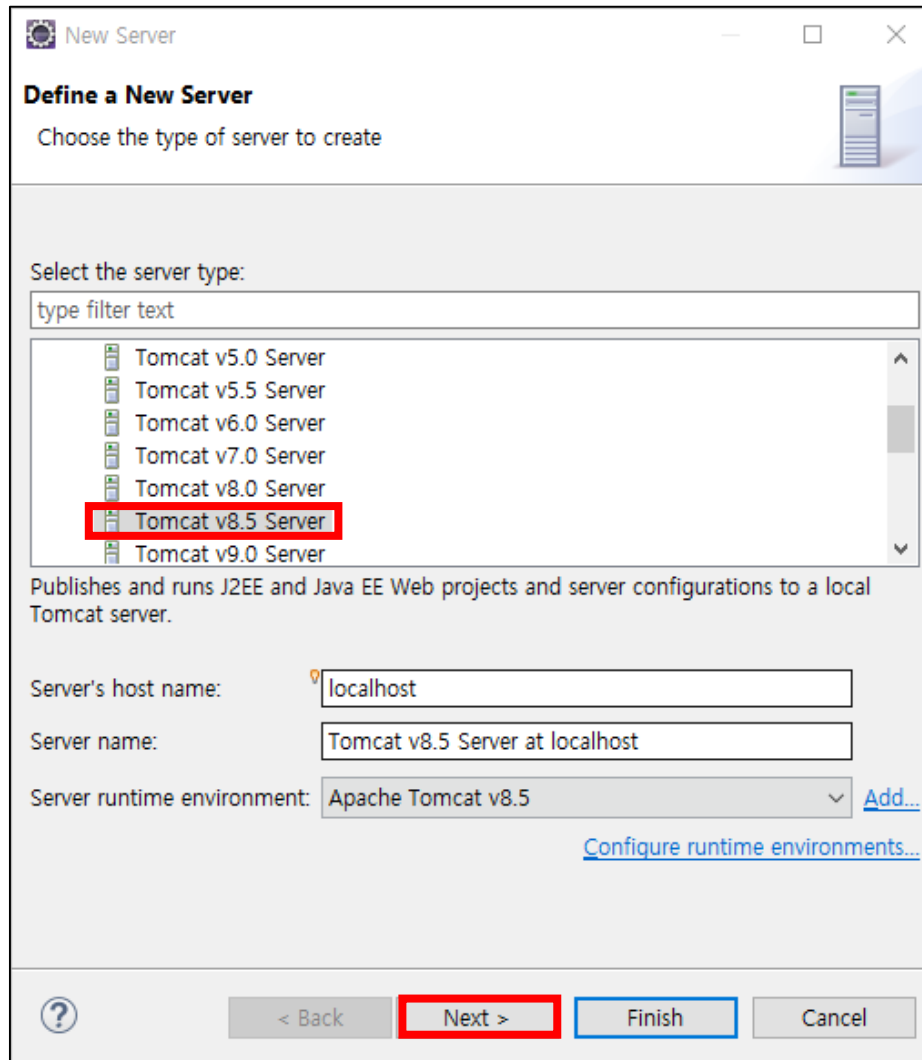 New Server
Define a New Server
Choose the type of server to create
Select the server type:
type filter text
Tomcat v5.0 Server
Tomcat v5.5 Server
Tomcat v6.0 Server
Tomcat v7.0 Server
Tomcat v8.0 Server
Tomcat v8.5 Server
Tomcat v9.0 Server
Publishes and runs J2EE and Java EE Web projects and server configurations to a local
Tomcat server.
Server's host name: localhost
Server name: Tomcat v8.5 Server at localhost
Server runtime environment: Apache Tomcat v8.5 Add...
Configure runtime environments...
? < Back Next > Finish Cancel